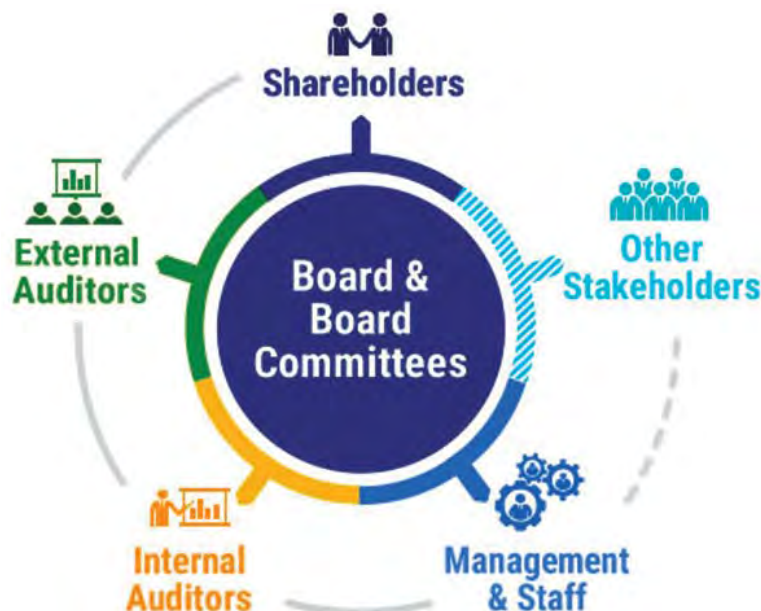 Shareholders
External
Auditors
Other
Stakeholders
Board &
Board
Committees
Internal
Auditors
Management
& Staff